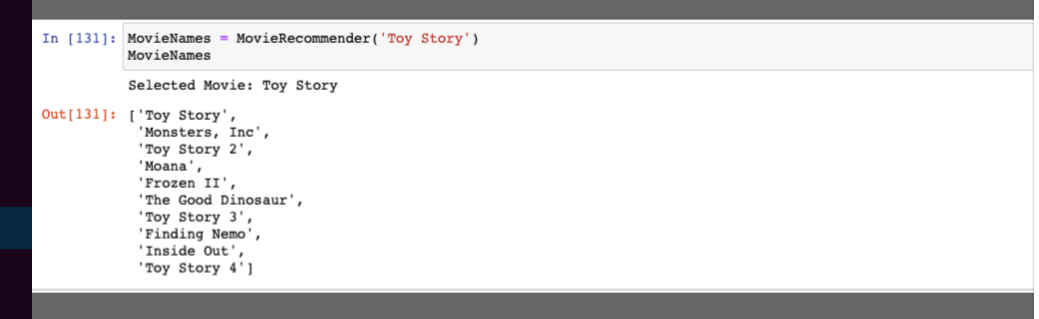 In [131]: MovieNames = MovieRecommender('Toy Story')
MovieNames
Selected Movie: Toy Story
Out[131]: ['Toy Story',
'Monsters, Inc',
'Toy Story 2',
'Moana',
'Frozen II',
'The Good Dinosaur',
'Toy Story 3',
'Finding Nemo',
'Inside Out',
'Toy Story 4']